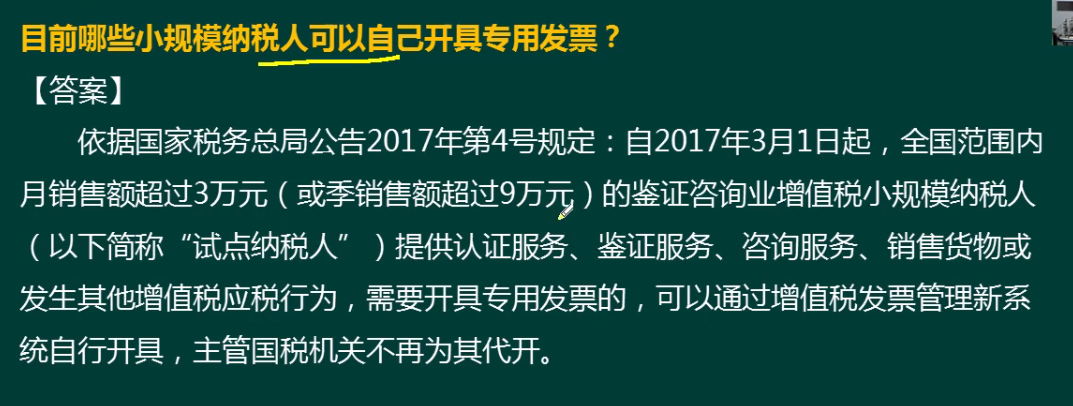 目前哪些小规模纳税人可以自己开具专用发票？
【答案】
依据国家税务总局公告2017年第4号规定：自2017年3月1日起，全国范围内
月销售额超过3万元（或季销售额超过9万元）的鉴证咨询业增值税小规模纳税人
（以下简称“试点纳税人”）提供认证服务、鉴证服务、咨询服务、销售货物或
发生其他增值税应税行为，需要开具专用发票的，可以通过增值税发票管理新系
统自行开具，主管国税机关不再为其代开。